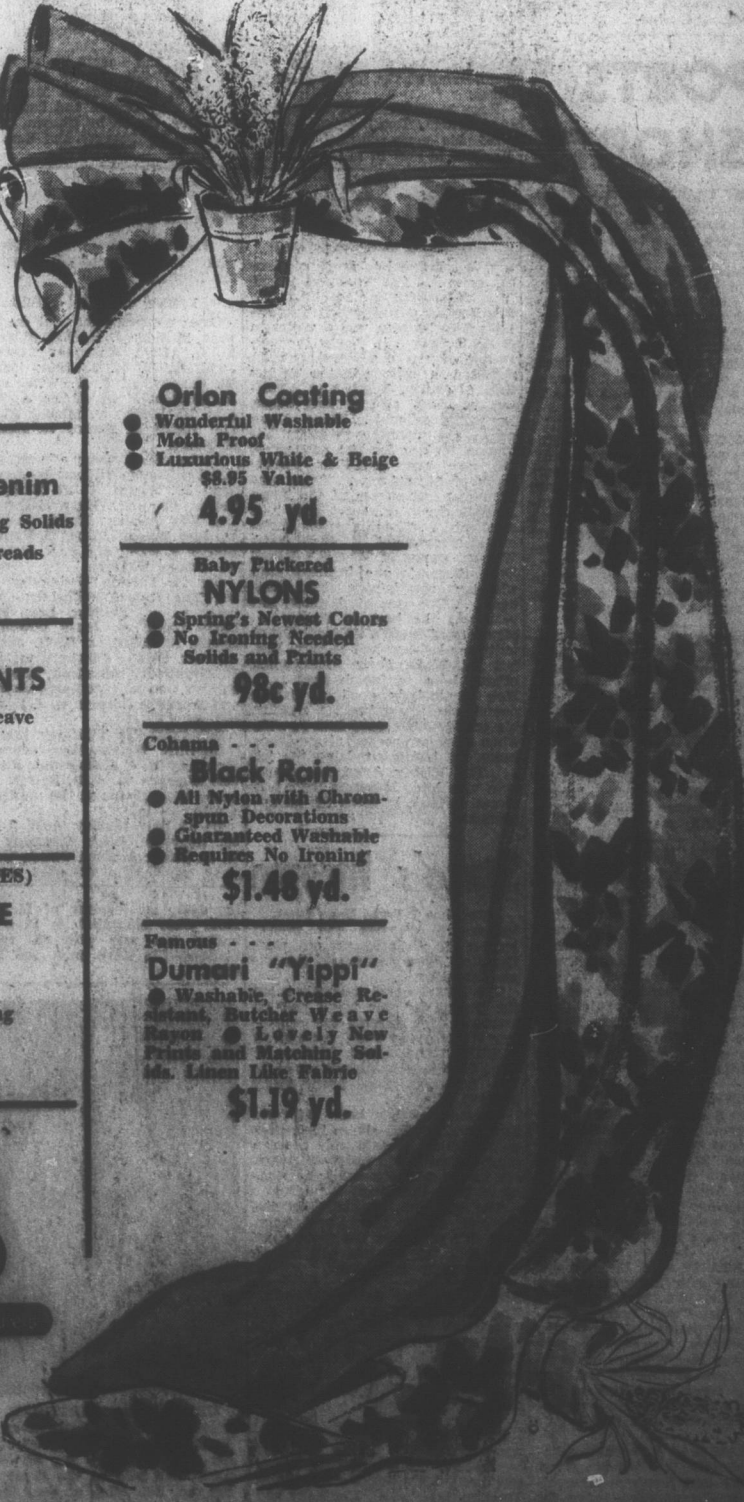 enim
g Solids
reads
NTS
eave
ES)
E
g
Orlon Coating
● Wonderful Washable
● Moth Proof
● Luxurious White & Beige
$8.95 Value
4.95 yd.
Baby Puckered
NYLONS
● Spring's Newest Colors
● No Ironing Needed
Solids and Prints
98c yd.
Cohama - - -
Black Rain
● All Nylon with Chrom-
spun Decorations
● Guaranteed Washable
● Requires No Ironing
$1.48 yd.
Famous - - -
Dumari "Yippi"
● Washable, Crease Re-
sistant, Butcher Weave
Rayon ● Lovely New
Prints and Matching Sol-
ids. Linen Like Fabric
$1.19 yd.